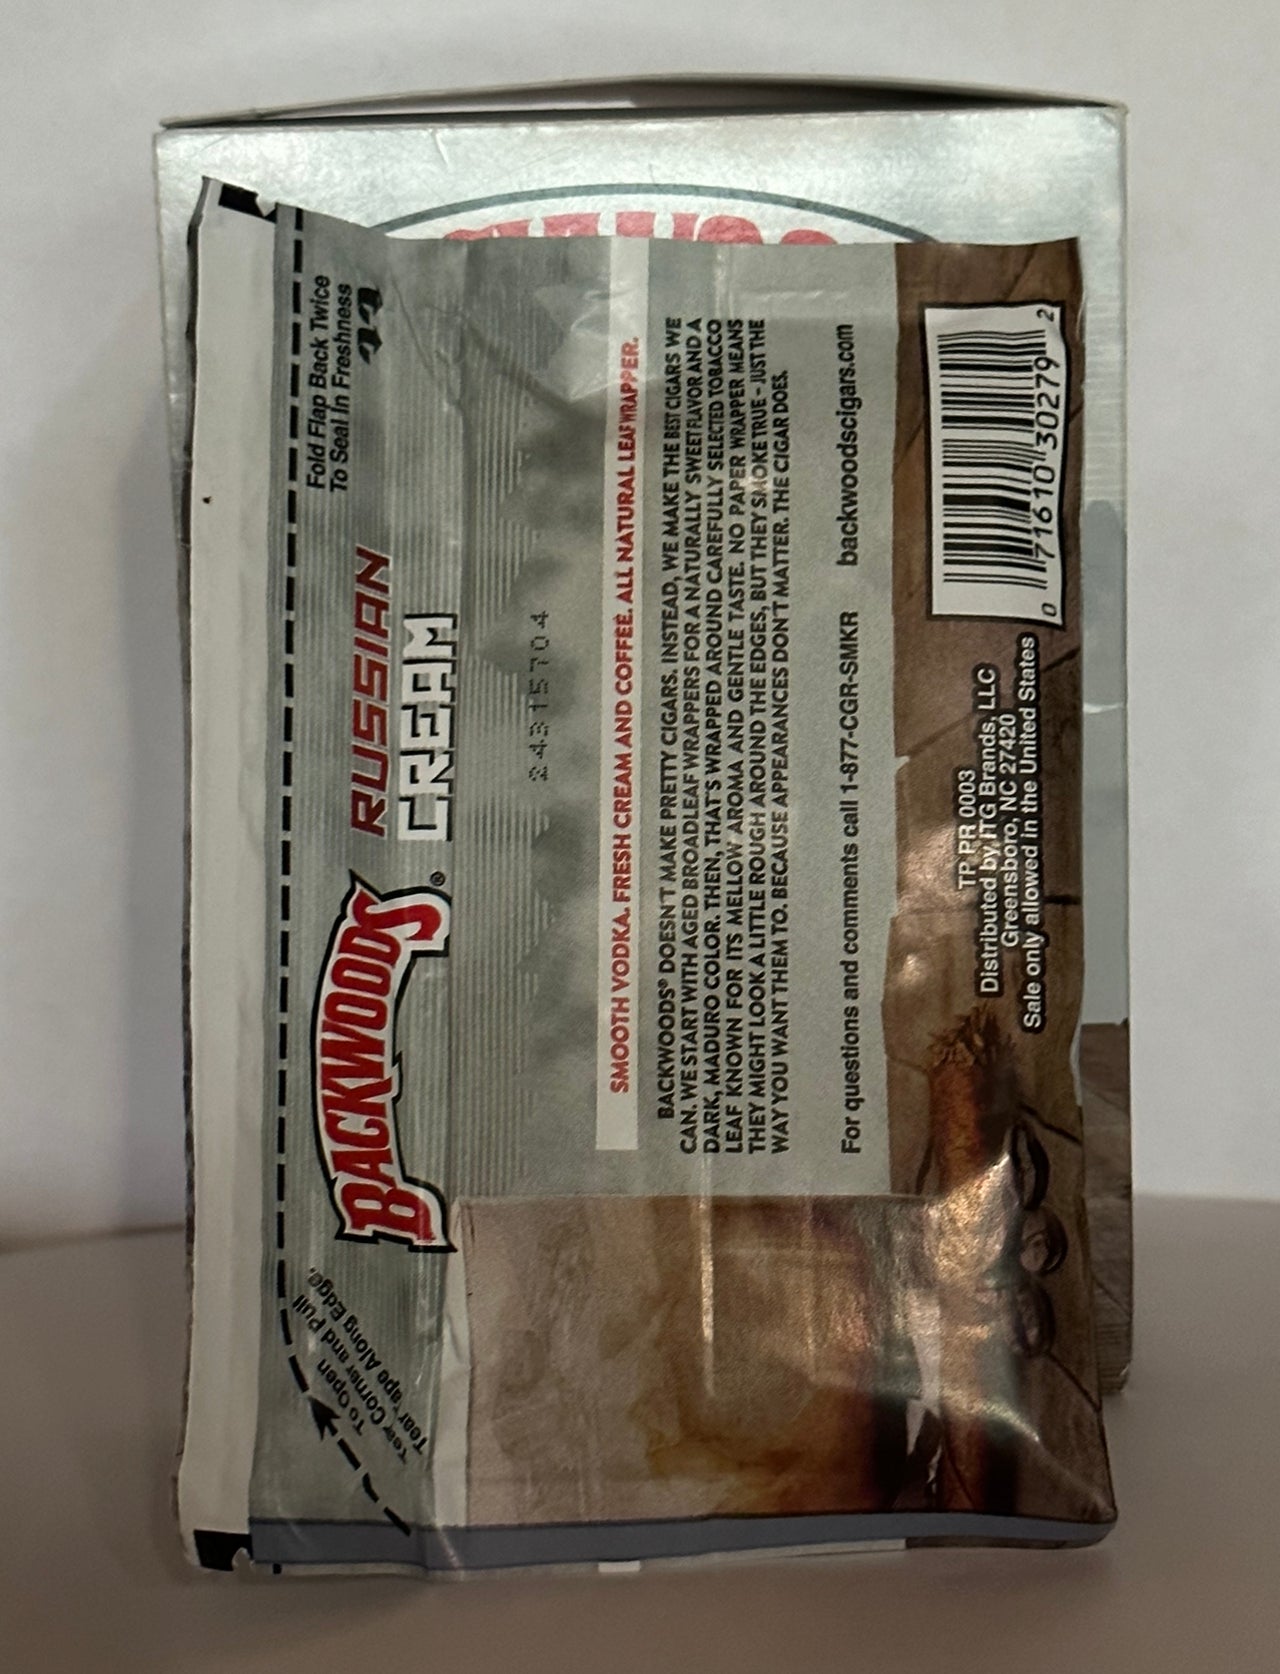 Fold Flap Back Twice
To Seal In Freshness
To Open
Tear Corner and Pull
Tear Tape Along Edge.
BACKWOODS®
RUSSIAN
CREAM
24315704
SMOOTH VODKA. FRESH CREAM AND COFFEE. ALL NATURAL LEAF WRAPPER.
BACKWOODS® DOESN'T MAKE PRETTY CIGARS. INSTEAD, WE MAKE THE BEST CIGARS WE
CAN. WE START WITH AGED BROADLEAF WRAPPERS FOR A NATURALLY SWEET FLAVOR AND A
DARK, MADURO COLOR. THEN, THAT'S WRAPPED AROUND CAREFULLY SELECTED TOBACCO
LEAF KNOWN FOR ITS MELLOW AROMA AND GENTLE TASTE. NO PAPER WRAPPER MEANS
THEY MIGHT LOOK A LITTLE ROUGH AROUND THE EDGES, BUT THEY SMOKE TRUE - JUST THE
WAY YOU WANT THEM TO. BECAUSE APPEARANCES DON'T MATTER. THE CIGAR DOES.
For questions and comments call 1-877-CGR-SMKR backwoodscigars.com
TP PR 0003
Distributed by ITG Brands, LLC
Greensboro, NC 27420
Sale only allowed in the United States
0 71610 30279 2